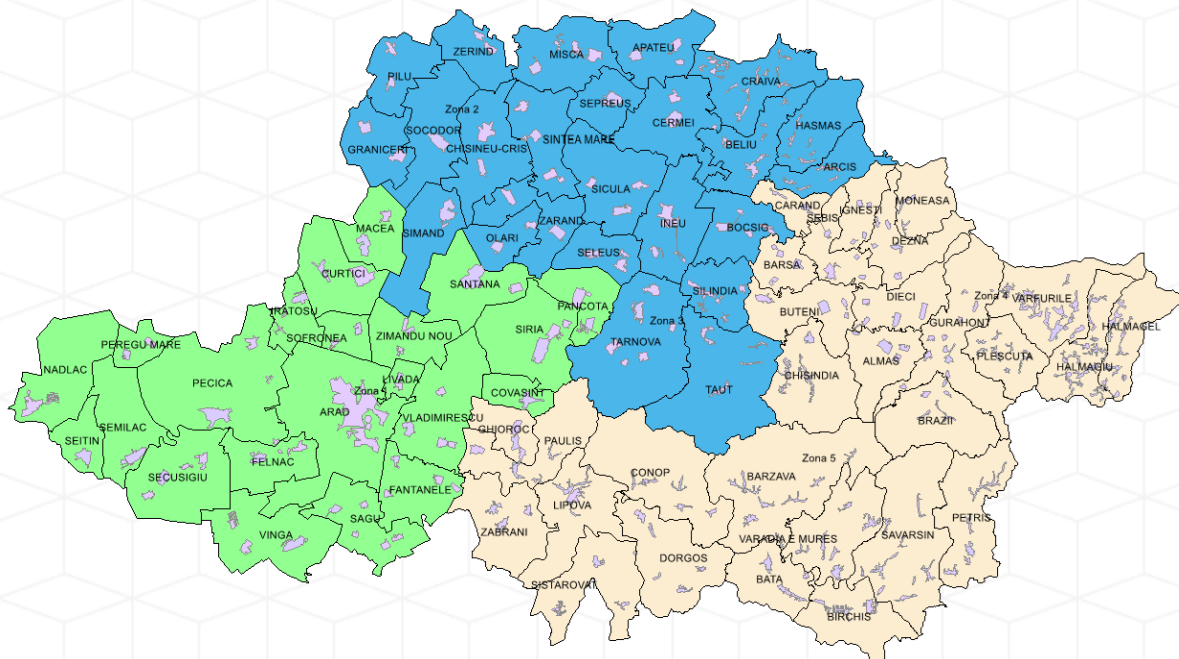 ZERIND
MISCA
APATEU
PILU
CRAIVA
Zona 2
SEPREUS
SOCODOR
CERMEI
HASMAS
GRANICERI
CHISINEU-CRIS
SINTEA MARE
BELIU
ARCIS
SICULA
CARAND
IGNESTI
MONEASA
MACEA
SIMAND
OLARI
ZARAND
INEU
BOCSIG
SEBIS
DEZNA
SELEUS
BARSA
CURTICI
SANTANA
SILINDIA
DIECI
Zona 4
VARFURILE
PANCOTA
IRATOSU
SOFRONEA
ZIMANDU NOU
SIRIA
Zona 3
BUTENI
GURAHONT
HALMAGEL
PEREGU MARE
TARNOVA
ALMAS
PLESCUTA
NADLAC
PECICA
LIVADA
CHISINDIA
HALMAGIU
Zona
COVASINT
TAUT
ARAD
VLADIMIRESCU
BRAZII
SEMILAC
GHIOROC
PAULIS
SEITIN
SECUSIGIU
FELNAC
CONOP
Zona 5
BARZAVA
FANTANELE
LIPOVA
SAGU
PETRIS
VINGA
ZABRANI
VARADIA E MURES
SAVARSIN
DORGOS
SISTAROVAT
BATA
BIRCHIS